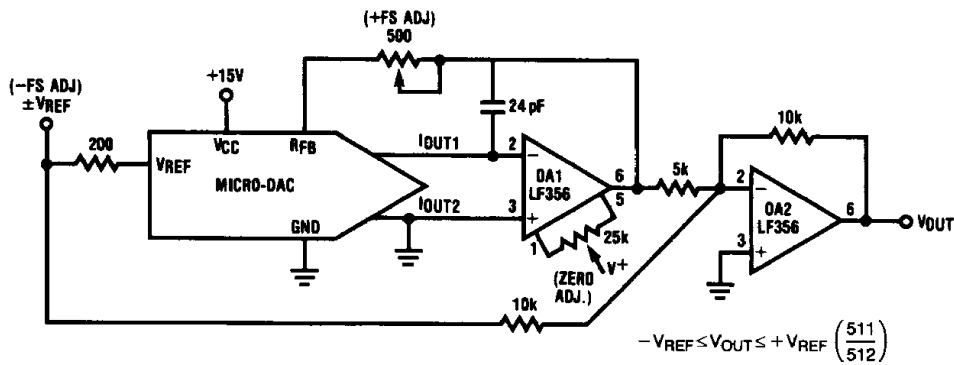 (+FS ADJ)
500
+15V
(−FS ADJ)
±VREF
200
VREF
VCC
RFB
MICRO-DAC
GND
IOUT1
IOUT2
24 pF
2
−
3
+
OA1
LF356
6
5
1
25k
V+
(ZERO
ADJ.)
5k
10k
10k
2
−
3
+
OA2
LF356
6
VOUT
−VREF ≤ VOUT ≤ +VREF (511/512)